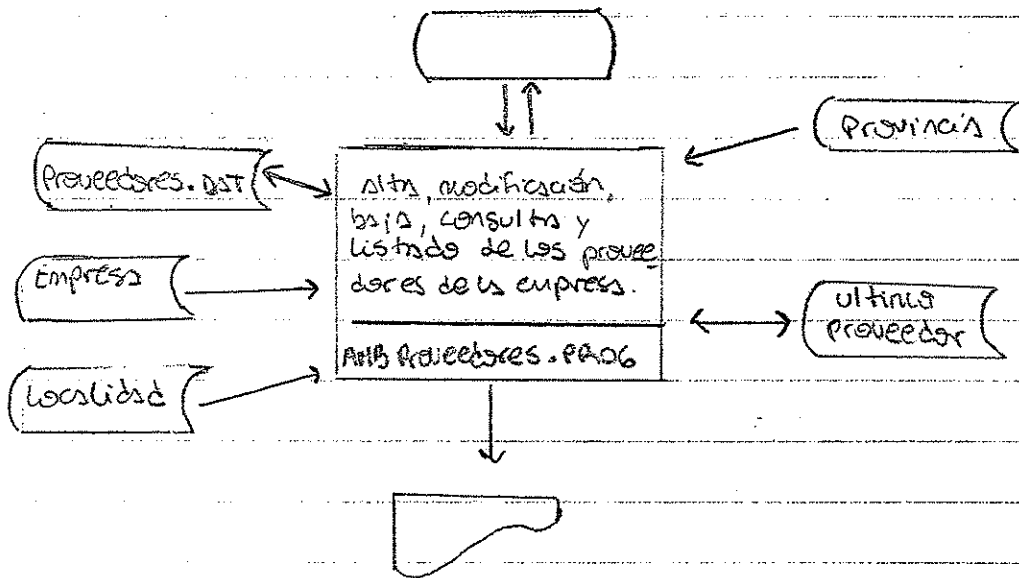 Provincia
Proveedores.DAT
alta, modificación,
baja, consulta y
listado de los provee
dores de la empresa.
Empresa
ultimo
proveedor
AMB Proveedores.PROG
Localidad